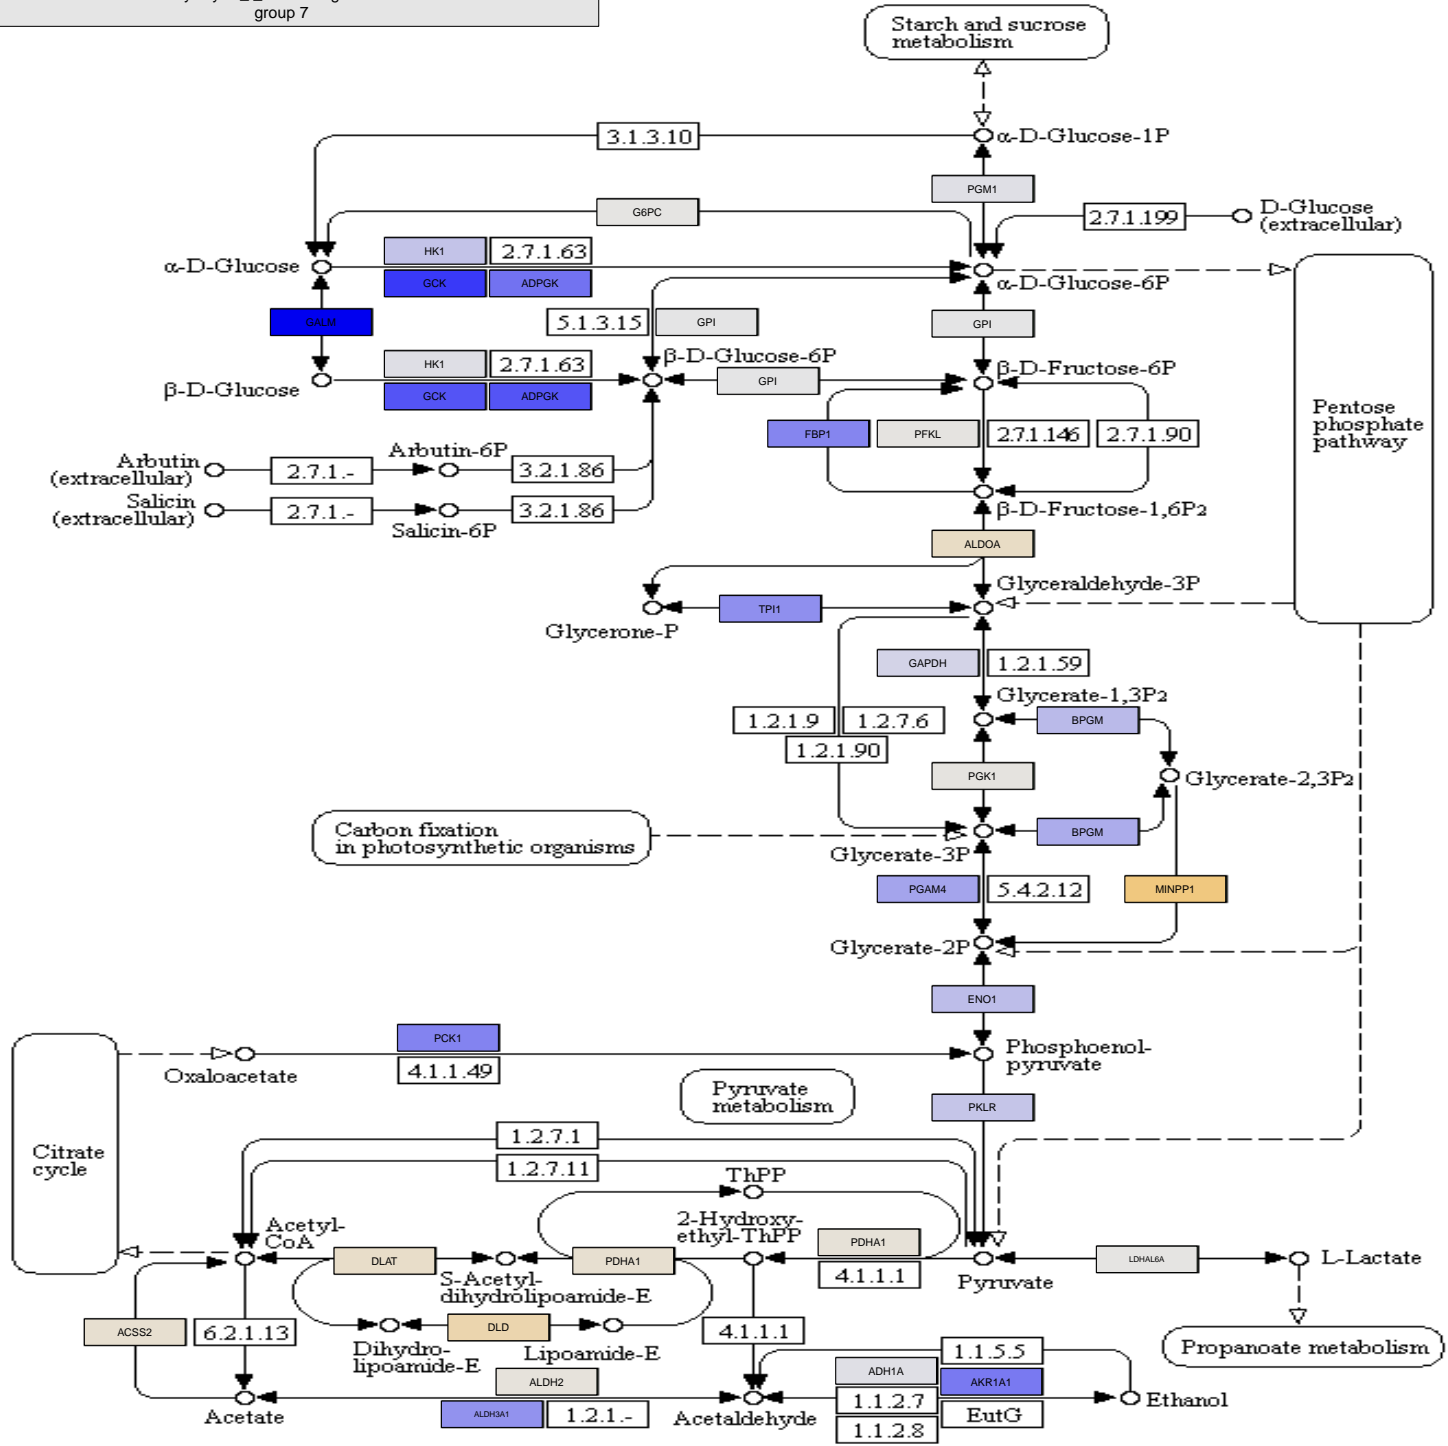 group 7
Starch and sucrose
metabolism
3.1.3.10
α-D-Glucose-1P
PGM1
G6PC
2.7.1.199
D-Glucose
(extracellular)
HK1
2.7.1.63
α-D-Glucose
GCK
ADPGK
α-D-Glucose-6P
GALM
5.1.3.15
GPI
GPI
HK1
2.7.1.63
β-D-Glucose-6P
β-D-Glucose
GPI
β-D-Fructose-6P
GCK
ADPGK
Pentose
phosphate
pathway
FBP1
PFKL
2.7.1.146
2.7.1.90
Arbutin
(extracellular)
2.7.1.-
Arbutin-6P
3.2.1.86
Salicin
(extracellular)
2.7.1.-
Salicin-6P
3.2.1.86
β-D-Fructose-1,6P2
ALDOA
Glyceraldehyde-3P
TPI1
Glycerone-P
GAPDH
1.2.1.59
Glycerate-1,3P2
1.2.1.9
1.2.7.6
BPGM
1.2.1.90
PGK1
Glycerate-2,3P2
Carbon fixation
in photosynthetic organisms
BPGM
Glycerate-3P
PGAM4
5.4.2.12
MINPP1
Glycerate-2P
ENO1
PCK1
Oxaloacetate
4.1.1.49
Phosphoenol-
pyruvate
Pyruvate
metabolism
PKLR
Citrate
cycle
1.2.7.1
1.2.7.11
ThPP
Acetyl-
CoA
2-Hydroxy-
ethyl-ThPP
PDHA1
DLAT
S-Acetyl-
dihydrolipoamide-E
PDHA1
4.1.1.1
Pyruvate
LDHAL6A
L-Lactate
ACSS2
6.2.1.13
DLD
Dihydro-
lipoamide-E
Lipoamide-E
4.1.1.1
Propanoate metabolism
1.1.5.5
ALDH2
ADH1A
AKR1A1
Acetate
ALDH3A1
1.2.1.-
Acetaldehyde
1.1.2.7
EutG
Ethanol
1.1.2.8